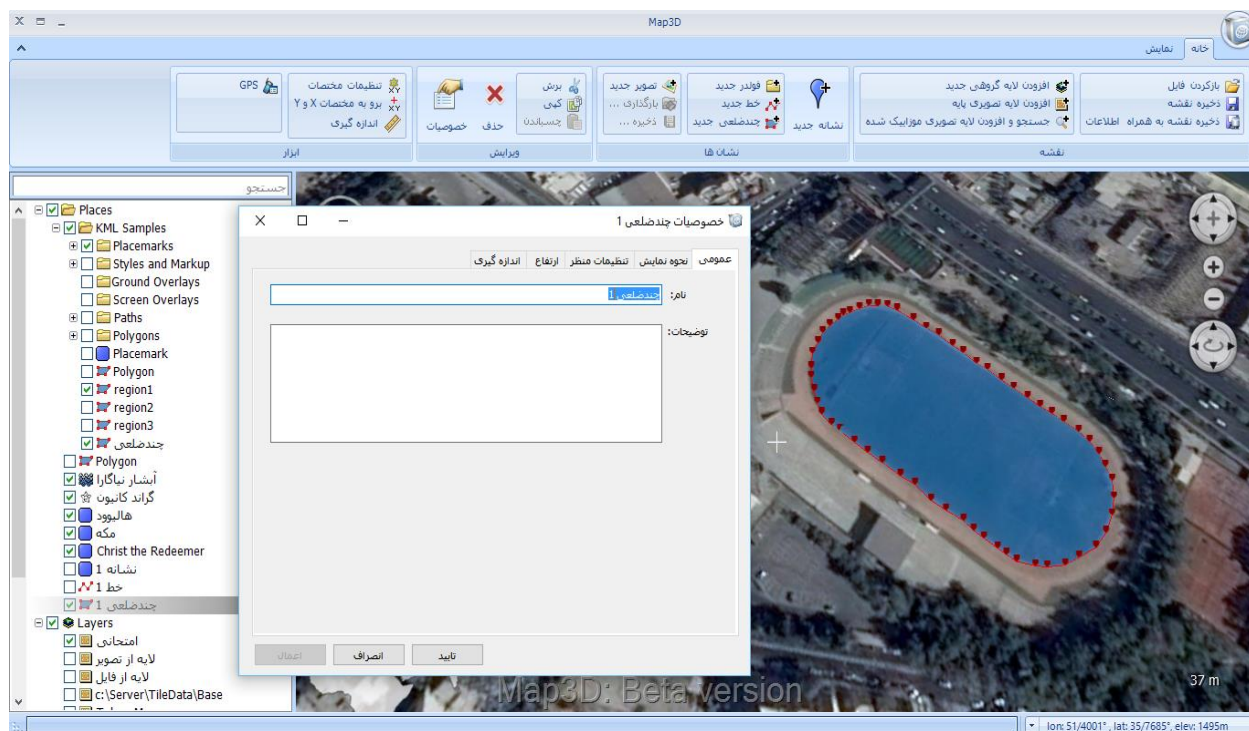 Map3D
خانه
نمایش
بازکردن فایل
ذخیره نقشه
ذخیره نقشه به همراه اطلاعات
افزودن لایه گروهی جدید
افزودن لایه تصویری پایه
جستجو و افزودن لایه تصویری موزاییک شده
نقشه
نشانه جدید
فولدر جدید
خط جدید
چندضلعی جدید
تصویر جدید
بارگذاری ...
ذخیره ...
نشان ها
خصوصیات
حذف
برش
کپی
چسباندن
ویرایش
تنظیمات مختصات
برو به مختصات X و Y
اندازه گیری
GPS
ابزار
جستجو
Places
KML Samples
Placemarks
Styles and Markup
Ground Overlays
Screen Overlays
Paths
Polygons
Placemark
Polygon
region1
region2
region3
چندضلعی
Polygon
آبشار نیاگارا
گراند کانیون
هالیوود
مکه
Christ the Redeemer
نشانه 1
خط 1
چندضلعی 1
Layers
امتحانی
لایه از تصویر
لایه از فایل
c:\Server\TileData\Base
خصوصیات چندضلعی 1
عمومی
نحوه نمایش
تنظیمات منظر
ارتفاع
اندازه گیری
نام:
چندضلعی 1
توضیحات:
تایید
انصراف
اعمال
37 m
Map3D: Beta version
lon: 51/4001°, lat: 35/7685°, elev: 1495m